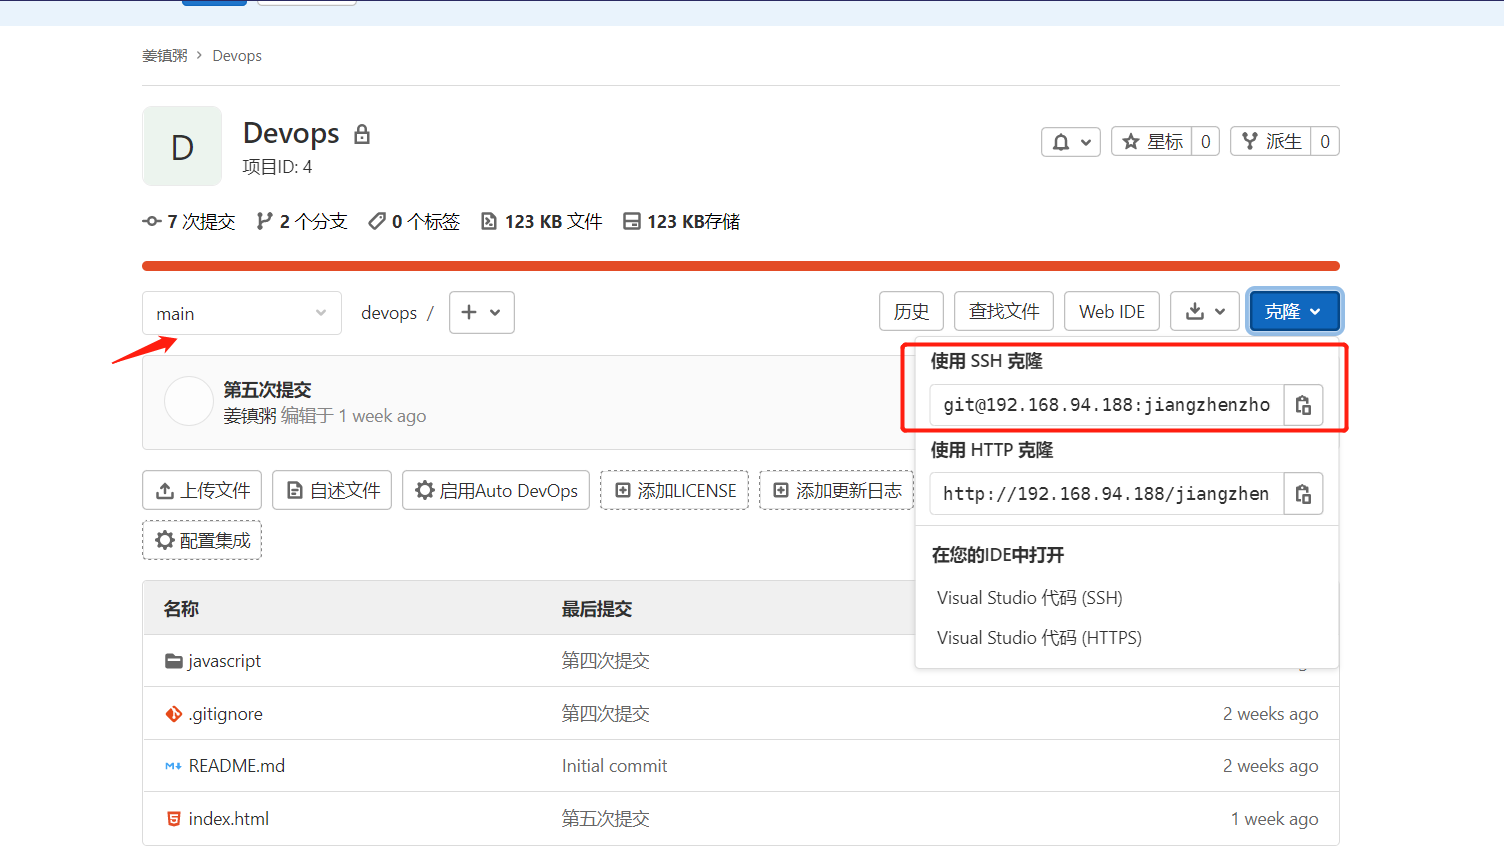 姜镇粥 › Devops
D
Devops
项目ID: 4
星标 0
派生 0
7 次提交 2 个分支 0 个标签 123 KB 文件 123 KB存储
main
devops / +
历史 查找文件 Web IDE 克隆
使用 SSH 克隆
git@192.168.94.188:jiangzhenzho
使用 HTTP 克隆
http://192.168.94.188/jiangzhen
在您的IDE中打开
Visual Studio 代码 (SSH)
Visual Studio 代码 (HTTPS)
第五次提交
姜镇粥 编辑于 1 week ago
上传文件 自述文件 启用Auto DevOps 添加LICENSE 添加更新日志
配置集成
名称 最后提交
javascript 第四次提交
.gitignore 第四次提交 2 weeks ago
README.md Initial commit 2 weeks ago
index.html 第五次提交 1 week ago